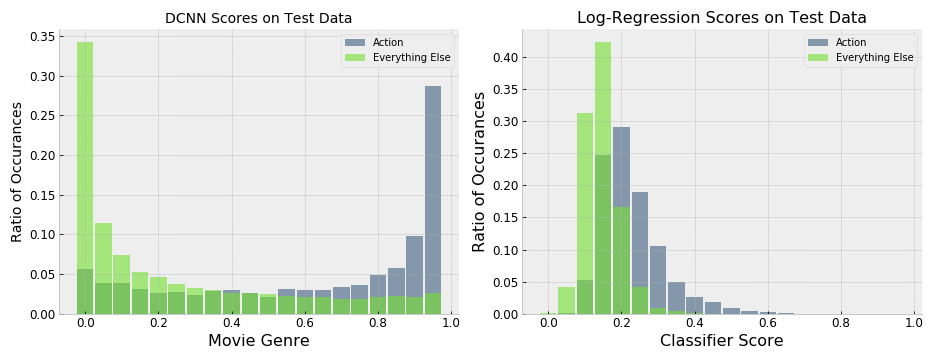 DCNN Scores on Test Data
Ratio of Occurances
0.35
0.30
0.25
0.20
0.15
0.10
0.05
0.00
0.0 0.2 0.4 0.6 0.8 1.0
Movie Genre
Action
Everything Else
Log-Regression Scores on Test Data
Ratio of Occurances
0.40
0.35
0.30
0.25
0.20
0.15
0.10
0.05
0.00
0.0 0.2 0.4 0.6 0.8 1.0
Classifier Score
Action
Everything Else